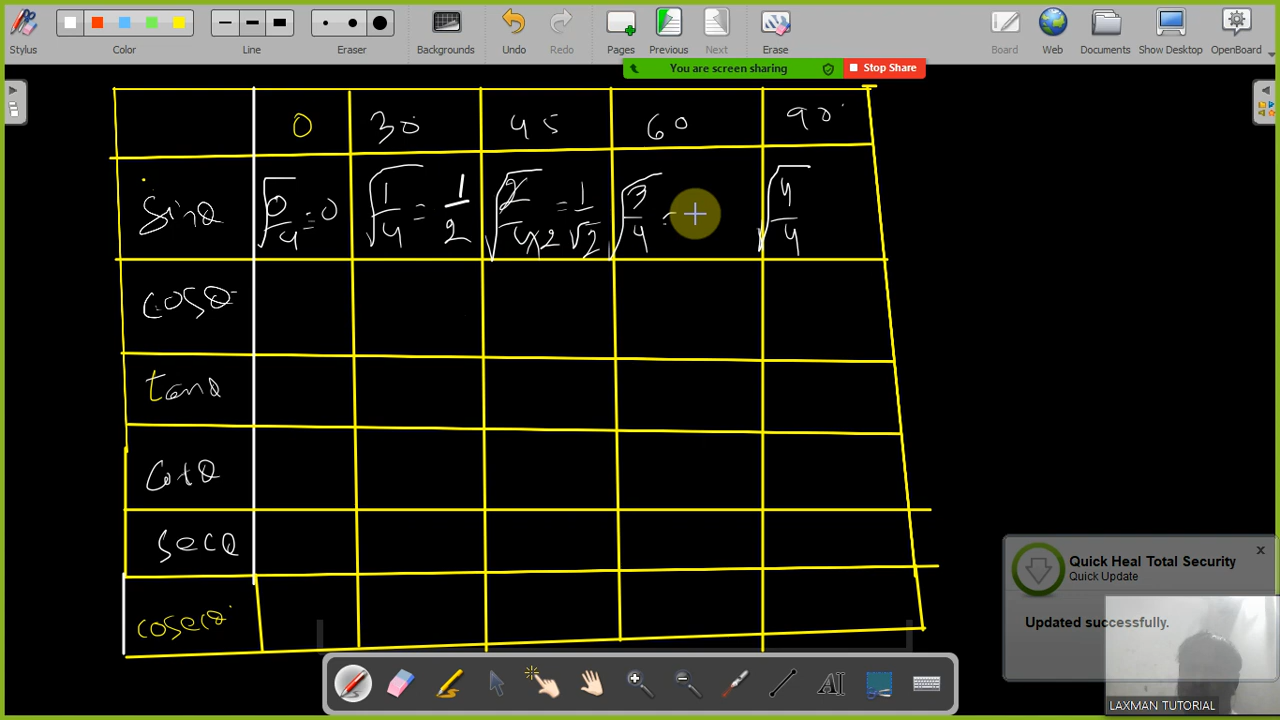 Stylus Color Line Eraser Backgrounds Undo Redo Pages Previous Next Erase Board Web Documents Show Desktop OpenBoard
You are screen sharing Stop Share
0 30° 45 60 90°
sinθ √0/4=0 √1/4=1/2 √2/4×2=1/√2 √3/4= √4/4
cosθ
tanθ
cotθ
secθ
cosecθ
Quick Heal Total Security X
Quick Update
Updated successfully.
AI
LAXMAN TUTORIAL